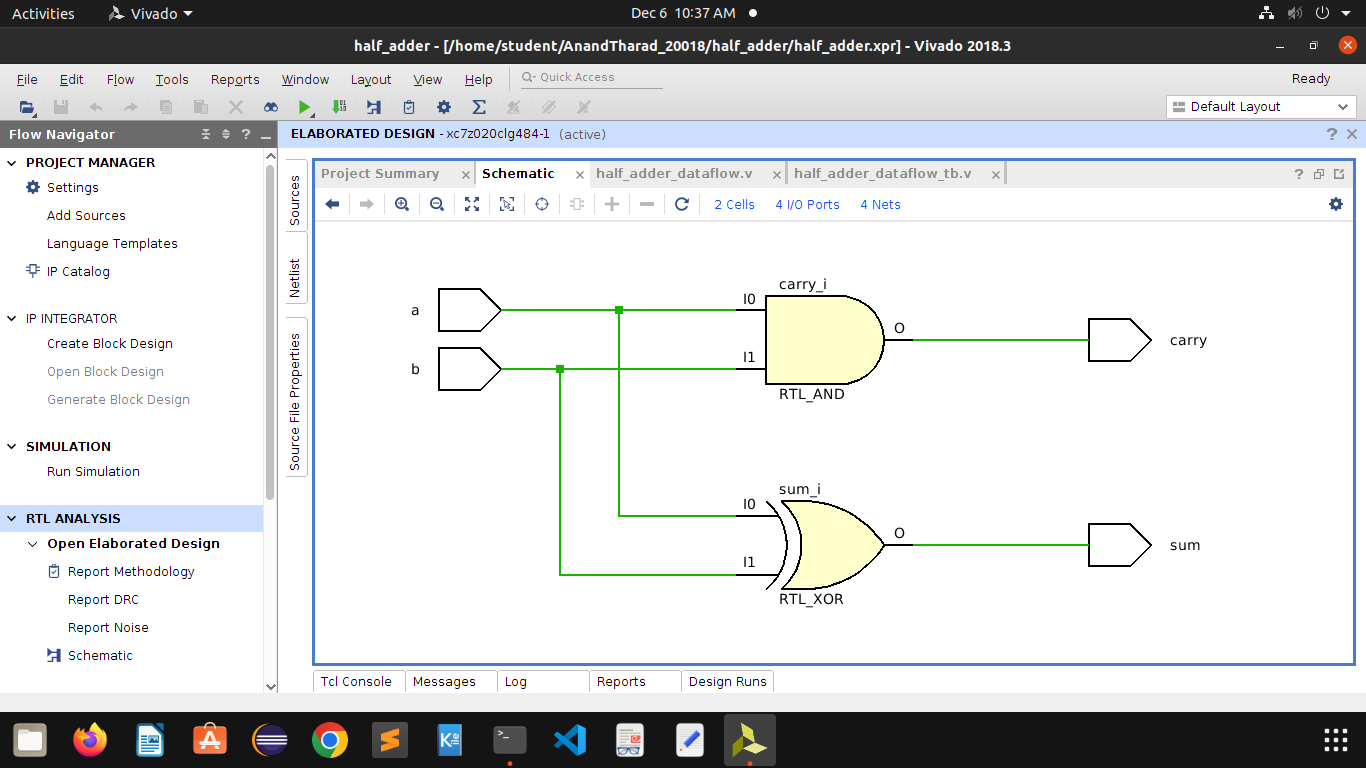 Activities Vivado Dec 6 10:37 AM
half_adder - [/home/student/AnandTharad_20018/half_adder/half_adder.xpr] - Vivado 2018.3
File Edit Flow Tools Reports Window Layout View Help Quick Access Ready
Default Layout
Flow Navigator
ELABORATED DESIGN - xc7z020clg484-1 (active)
PROJECT MANAGER
Settings
Add Sources
Language Templates
IP Catalog
IP INTEGRATOR
Create Block Design
Open Block Design
Generate Block Design
SIMULATION
Run Simulation
RTL ANALYSIS
Open Elaborated Design
Report Methodology
Report DRC
Report Noise
Schematic
Sources
Netlist
Source File Properties
Project Summary Schematic half_adder_dataflow.v half_adder_dataflow_tb.v
2 Cells 4 I/O Ports 4 Nets
carry_i
a I0
O
carry
b I1
RTL_AND
sum_i
I0
O
sum
I1
RTL_XOR
Tcl Console Messages Log Reports Design Runs